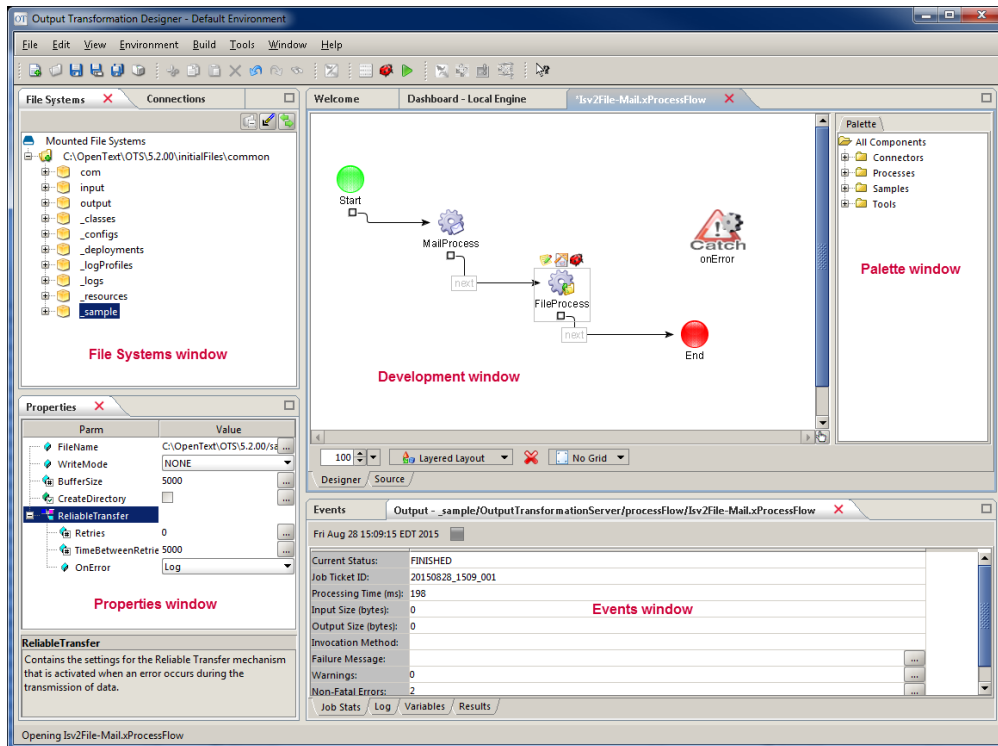 Output Transformation Designer - Default Environment
File Edit View Environment Build Tools Window Help
File Systems
Connections
Mounted File Systems
C:\OpenText\OTS\5.2.00\initialFiles\common
com
input
output
_classes
_configs
_deployments
_logProfiles
_logs
_resources
_sample
File Systems window
Properties
Parm Value
FileName C:\OpenText\OTS\5.2.00/sa ...
WriteMode NONE
BufferSize 5000 ...
CreateDirectory ...
ReliableTransfer
Retries 0 ...
TimeBetweenRetrie 5000 ...
OnError Log
Properties window
ReliableTransfer
Contains the settings for the Reliable Transfer mechanism
that is activated when an error occurs during the
transmission of data.
Welcome
Dashboard - Local Engine
*Isv2File-Mail.xProcessFlow
Start
MailProcess
next
FileProcess
next
End
Catch
onError
Development window
100
Layered Layout
No Grid
Designer Source
Palette
All Components
Connectors
Processes
Samples
Tools
Palette window
Events
Output - _sample/OutputTransformationServer/processFlow/Isv2File-Mail.xProcessFlow
Fri Aug 28 15:09:15 EDT 2015
Current Status: FINISHED
Job Ticket ID: 20150828_1509_001
Processing Time (ms): 198
Input Size (bytes): 0
Output Size (bytes): 0
Invocation Method:
Failure Message: ...
Warnings: 0 ...
Non-Fatal Errors: 2 ...
Events window
Job Stats Log Variables Results
Opening Isv2File-Mail.xProcessFlow